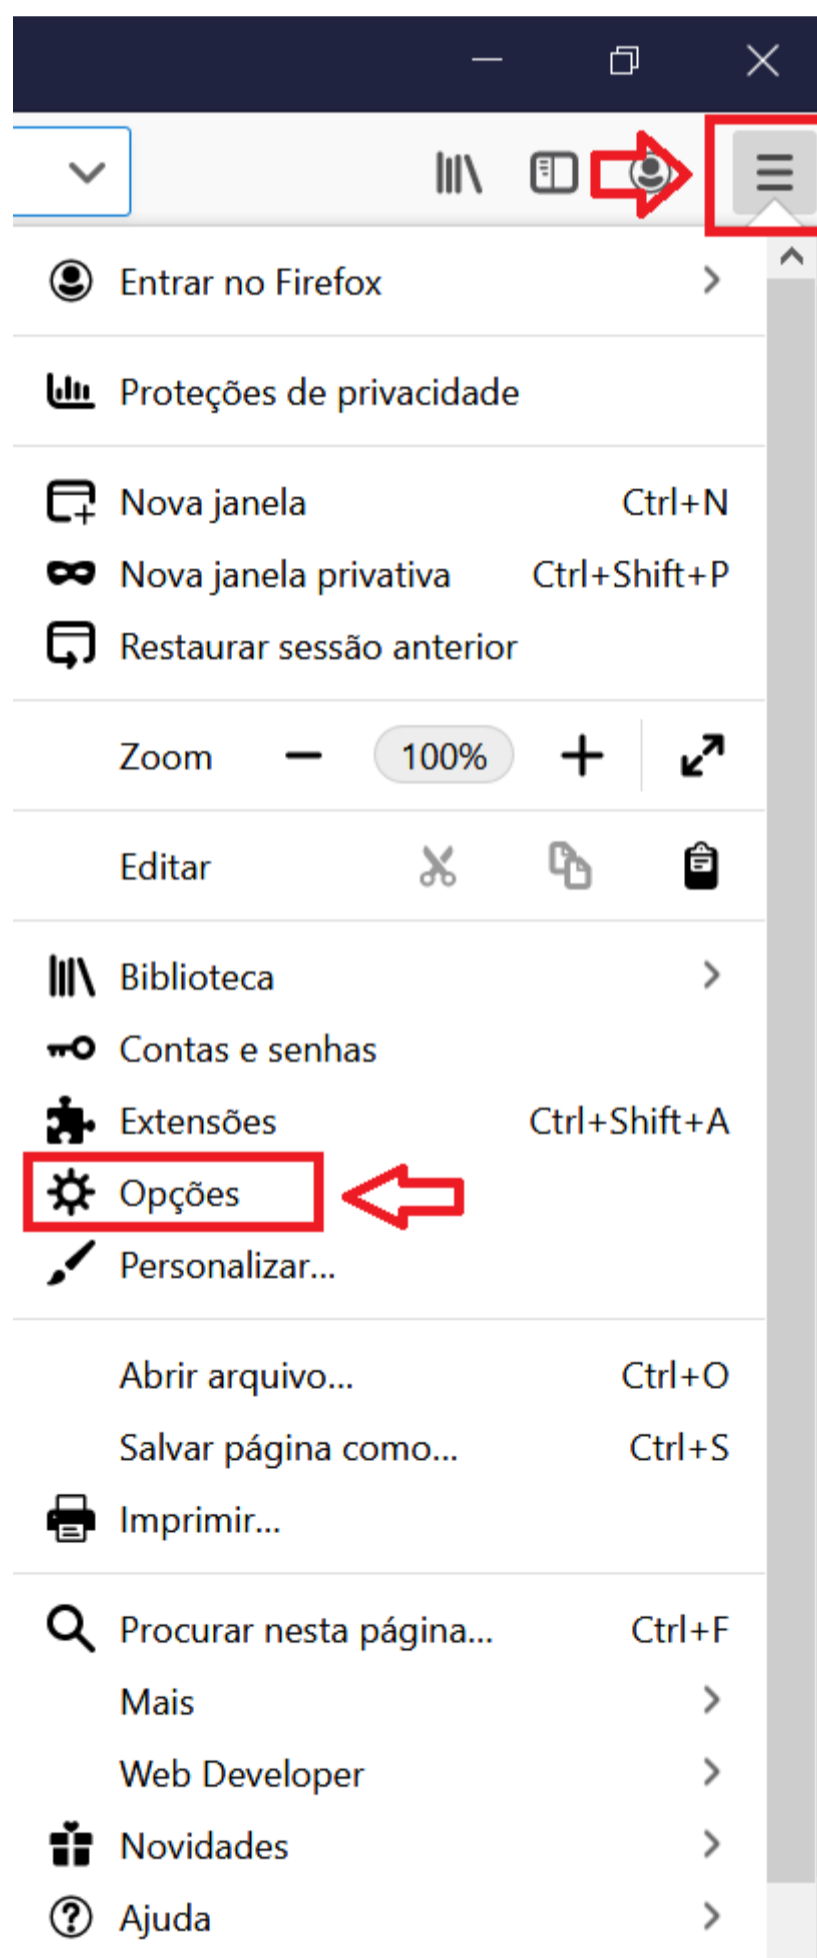 Entrar no Firefox
Proteções de privacidade
Nova janela Ctrl+N
Nova janela privativa Ctrl+Shift+P
Restaurar sessão anterior
Zoom 100%
Editar
Biblioteca
Contas e senhas
Extensões Ctrl+Shift+A
Opções
Personalizar...
Abrir arquivo... Ctrl+O
Salvar página como... Ctrl+S
Imprimir...
Procurar nesta página... Ctrl+F
Mais
Web Developer
Novidades
Ajuda